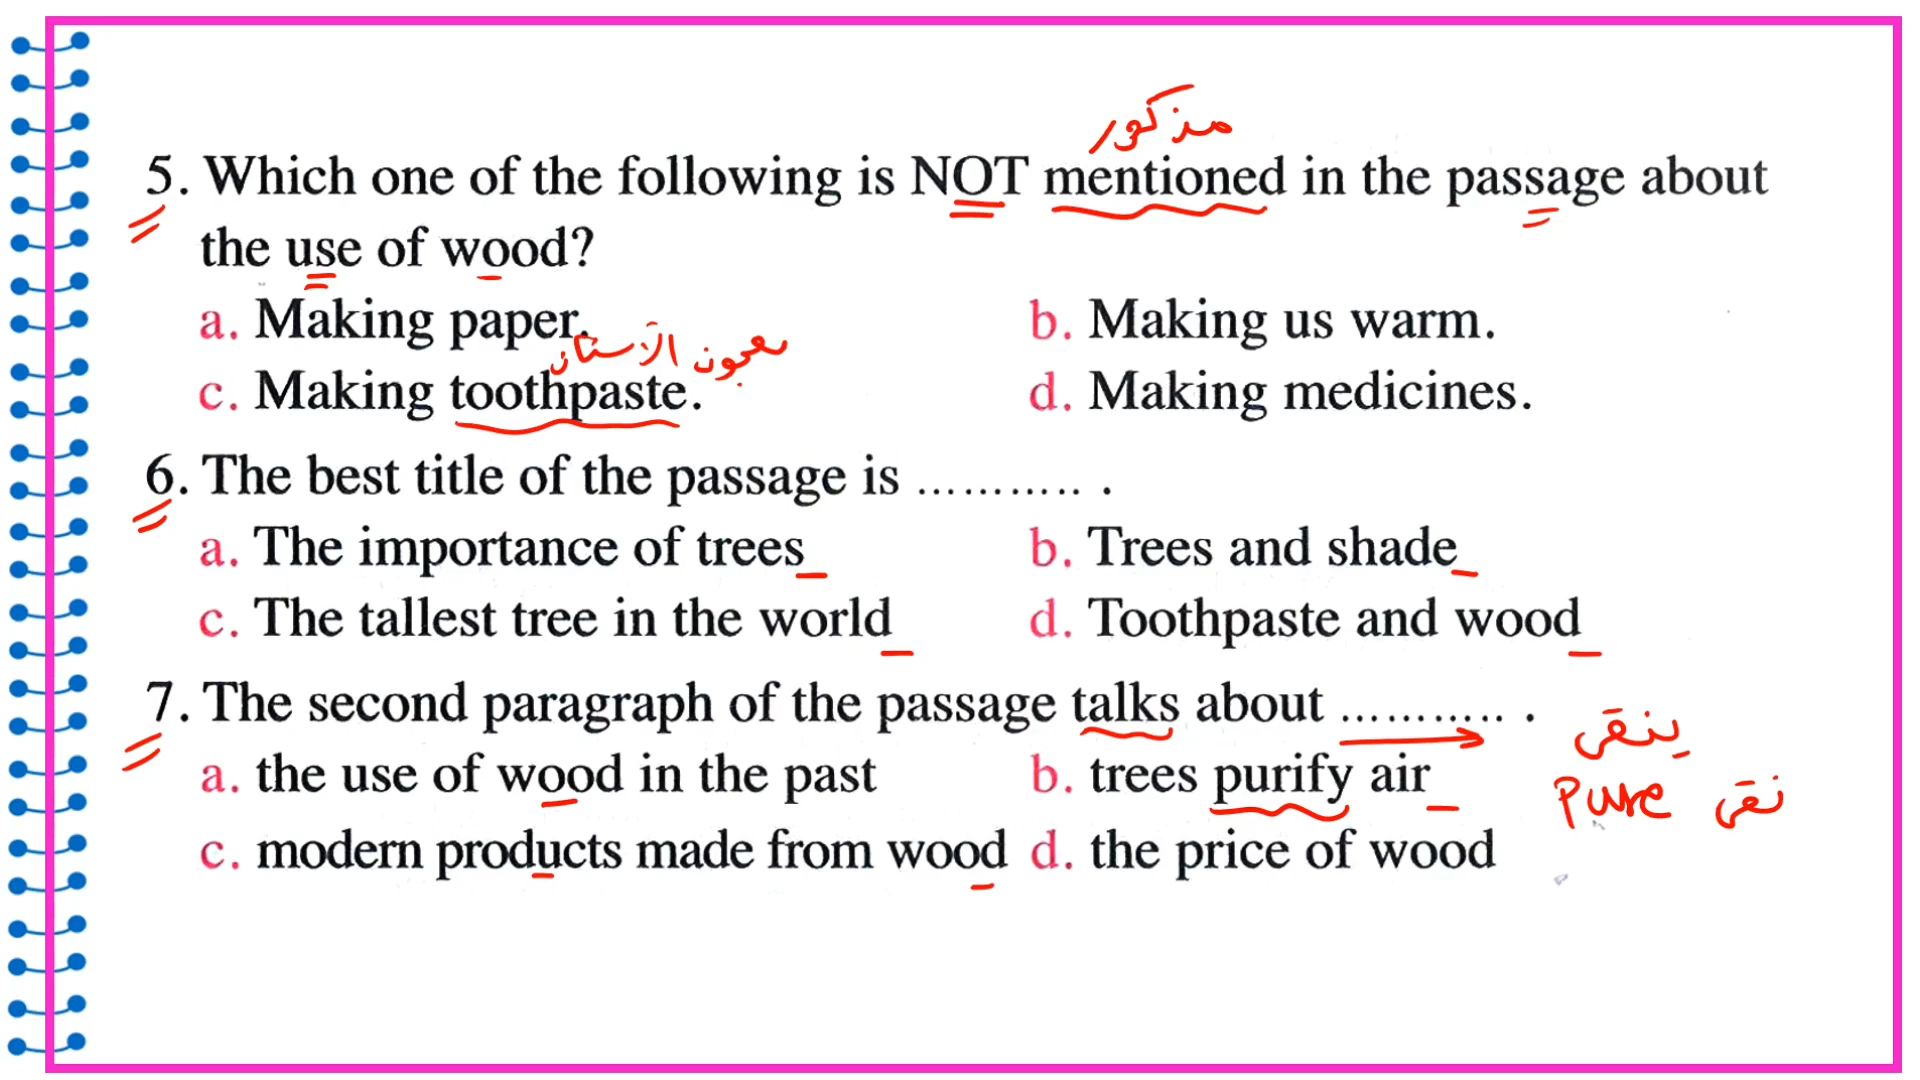 مذكور
5. Which one of the following is NOT mentioned in the passage about
the use of wood?
a. Making paper. b. Making us warm.
معجون الأسنان
c. Making toothpaste. d. Making medicines.
6. The best title of the passage is ............ .
a. The importance of trees b. Trees and shade
c. The tallest tree in the world d. Toothpaste and wood
7. The second paragraph of the passage talks about ............ .
ينقى
a. the use of wood in the past b. trees purify air
Pure نقى
c. modern products made from wood d. the price of wood